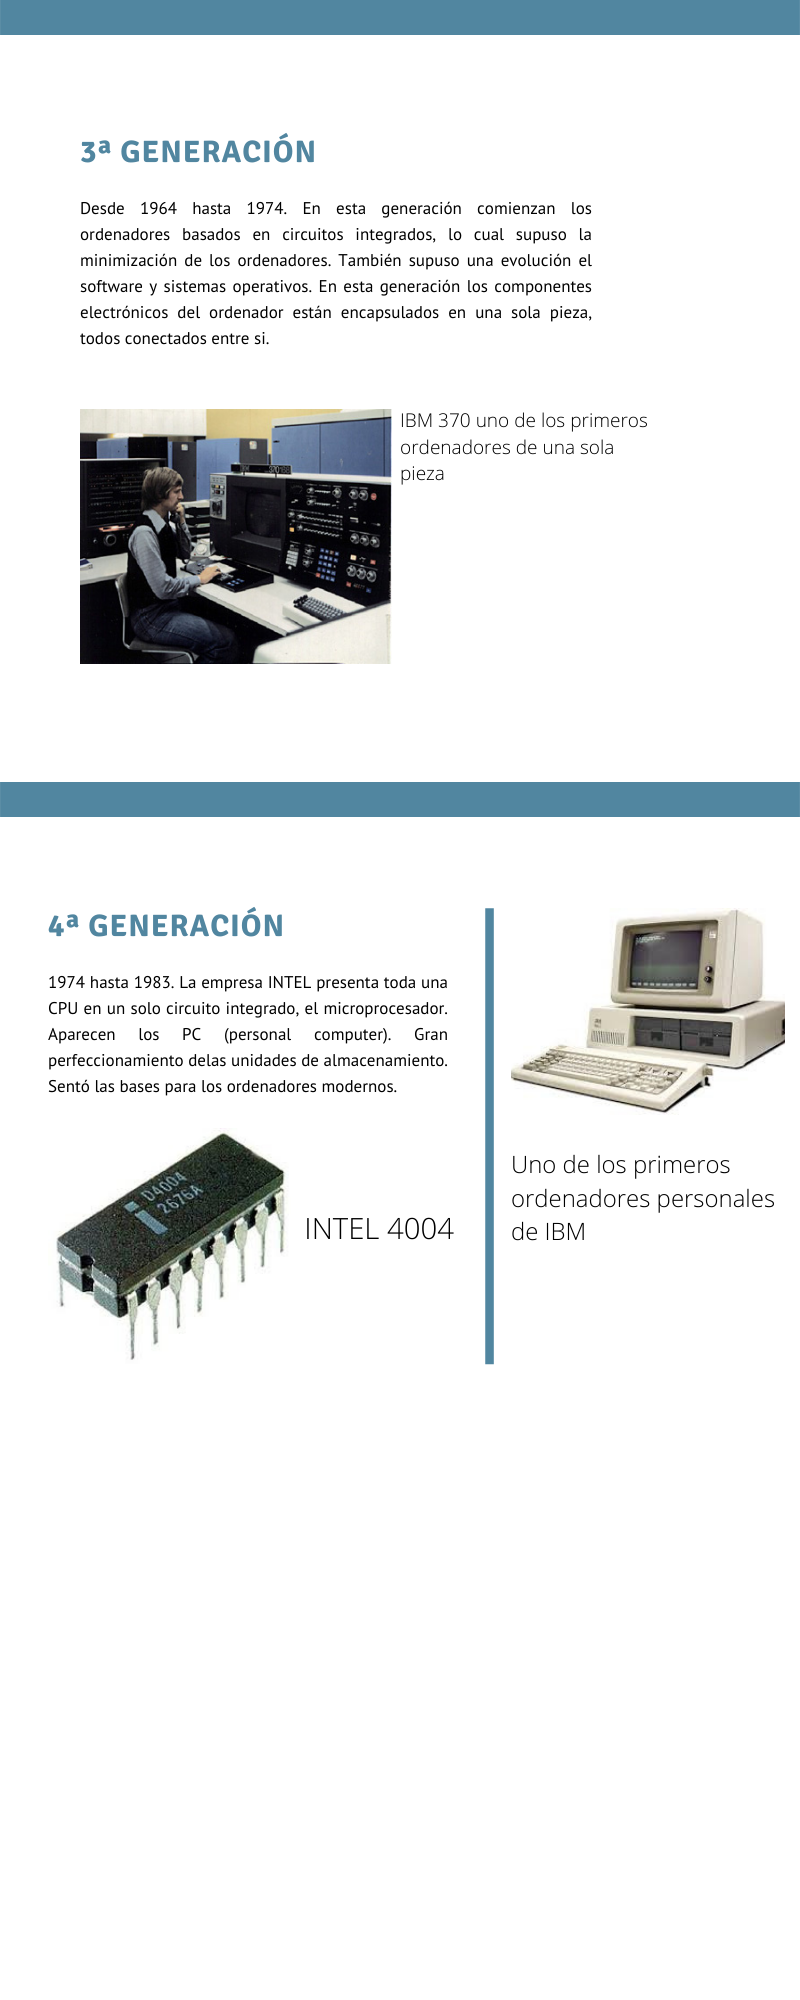 3ª GENERACIÓN
Desde 1964 hasta 1974. En esta generación comienzan los
ordenadores basados en circuitos integrados, lo cual supuso la
minimización de los ordenadores. También supuso una evolución el
software y sistemas operativos. En esta generación los componentes
electrónicos del ordenador están encapsulados en una sola pieza,
todos conectados entre si.
IBM 370 uno de los primeros
ordenadores de una sola
pieza
4ª GENERACIÓN
1974 hasta 1983. La empresa INTEL presenta toda una
CPU en un solo circuito integrado, el microprocesador.
Aparecen los PC (personal computer). Gran
perfeccionamiento delas unidades de almacenamiento.
Sentó las bases para los ordenadores modernos.
D4004
2676A
INTEL 4004
Uno de los primeros
ordenadores personales
de IBM